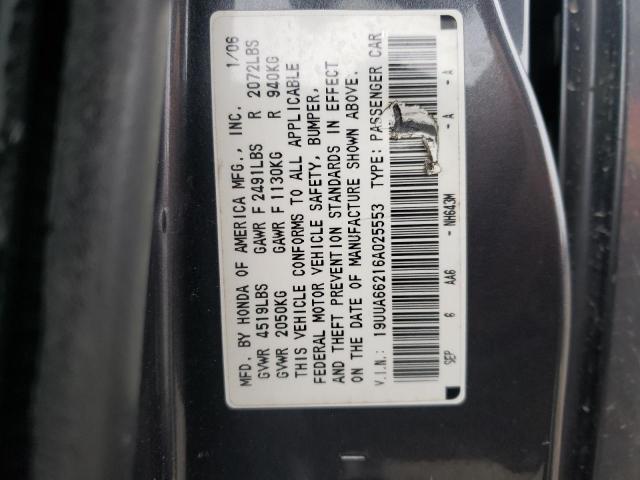 MFD. BY HONDA OF AMERICA MFG., INC. 1/06
GVWR 4519LBS GAWR F 2491LBS R 2072LBS
GVWR 2050KG GAWR F 1130KG R 940KG
THIS VEHICLE CONFORMS TO ALL APPLICABLE
FEDERAL MOTOR VEHICLE SAFETY, BUMPER,
AND THEFT PREVENTION STANDARDS IN EFFECT
ON THE DATE OF MANUFACTURE SHOWN ABOVE.
V.I.N.: 19UUA66216A025553 TYPE: PASSENGER CAR
SEP 6 AA6 - NH643M - A - A